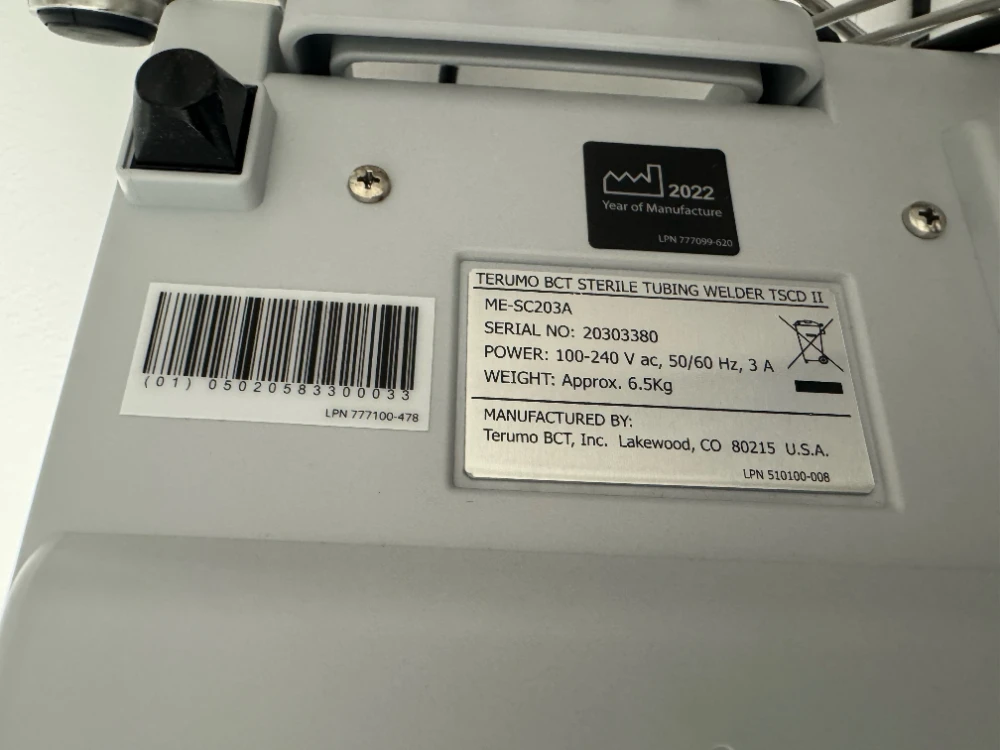 2022
Year of Manufacture
LPN 777099-620
TERUMO BCT STERILE TUBING WELDER TSCD II
ME-SC203A
SERIAL NO: 20303380
POWER: 100-240 V ac, 50/60 Hz, 3 A
WEIGHT: Approx. 6.5Kg
MANUFACTURED BY:
Terumo BCT, Inc. Lakewood, CO 80215 U.S.A.
LPN 510100-008
(01) 05020583300033
LPN 777100-478